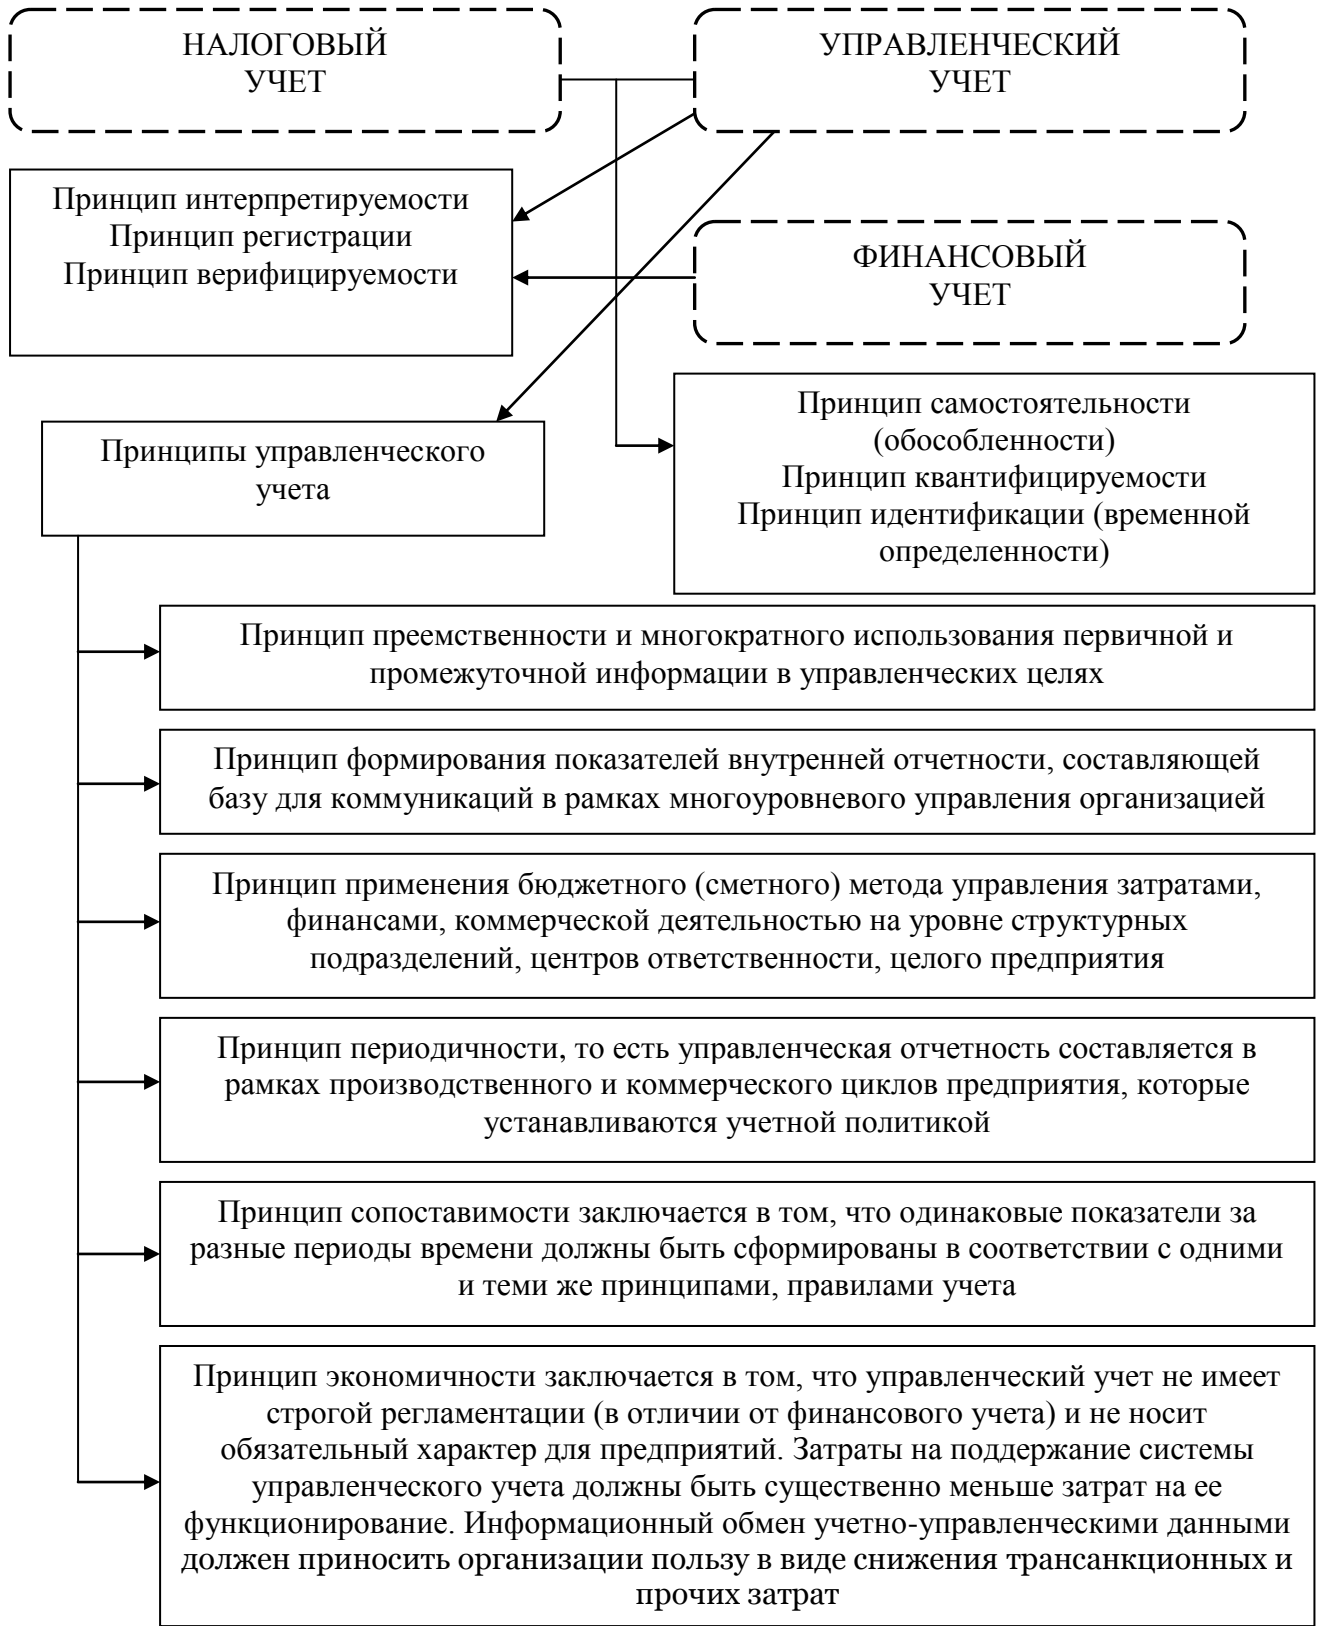 НАЛОГОВЫЙ
УЧЕТ
УПРАВЛЕНЧЕСКИЙ
УЧЕТ
Принцип интерпретируемости
Принцип регистрации
Принцип верифицируемости
ФИНАНСОВЫЙ
УЧЕТ
Принцип самостоятельности
(обособленности)
Принцип квантифицируемости
Принцип идентификации (временной
определенности)
Принципы управленческого
учета
Принцип преемственности и многократного использования первичной и
промежуточной информации в управленческих целях
Принцип формирования показателей внутренней отчетности, составляющей
базу для коммуникаций в рамках многоуровневого управления организацией
Принцип применения бюджетного (сметного) метода управления затратами,
финансами, коммерческой деятельностью на уровне структурных
подразделений, центров ответственности, целого предприятия
Принцип периодичности, то есть управленческая отчетность составляется в
рамках производственного и коммерческого циклов предприятия, которые
устанавливаются учетной политикой
Принцип сопоставимости заключается в том, что одинаковые показатели за
разные периоды времени должны быть сформированы в соответствии с одними
и теми же принципами, правилами учета
Принцип экономичности заключается в том, что управленческий учет не имеет
строгой регламентации (в отличии от финансового учета) и не носит
обязательный характер для предприятий. Затраты на поддержание системы
управленческого учета должны быть существенно меньше затрат на ее
функционирование. Информационный обмен учетно-управленческими данными
должен приносить организации пользу в виде снижения трансанкционных и
прочих затрат